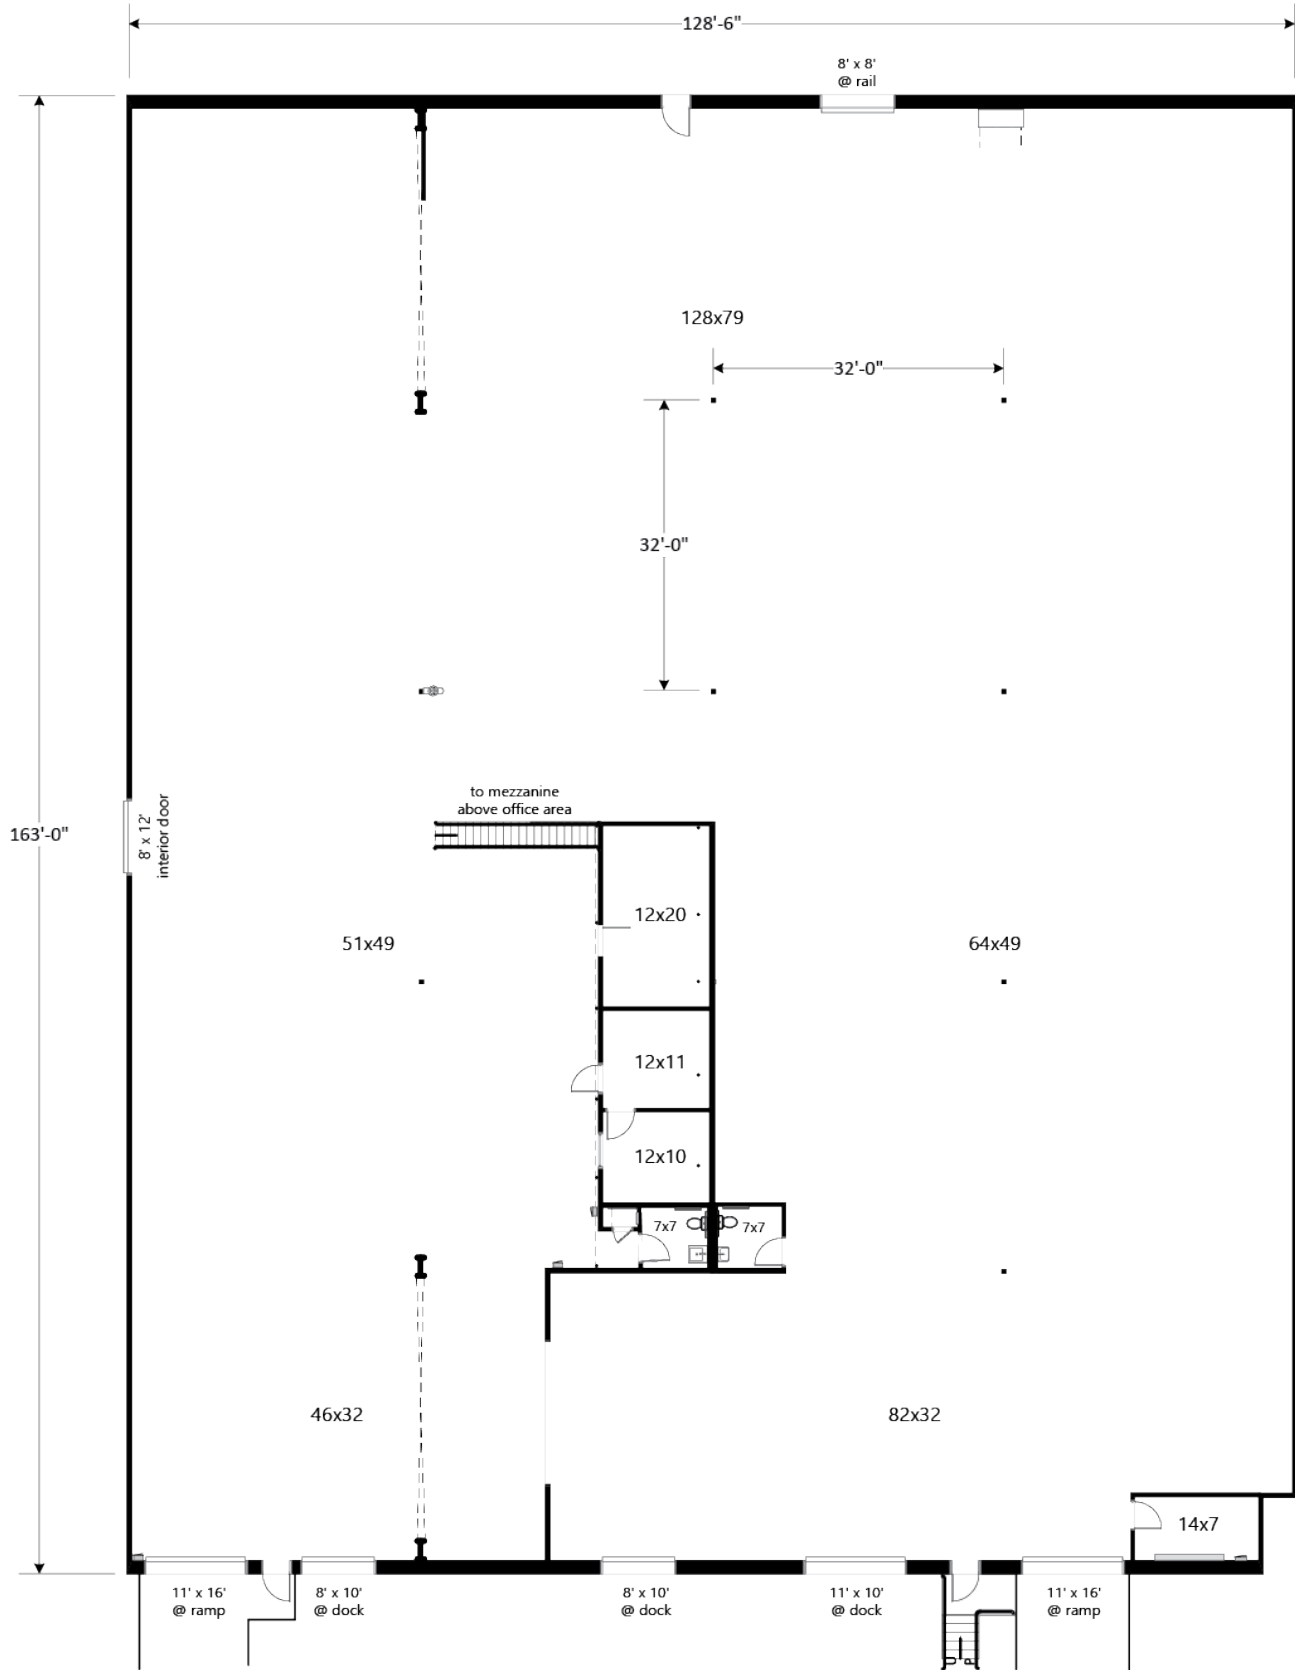 128'-6"
8' x 8'
@ rail
128x79
32'-0"
32'-0"
to mezzanine
above office area
163'-0"
8' x 12'
interior door
12x20
51x49
64x49
12x11
12x10
7x7
7x7
46x32
82x32
14x7
11' x 16'
@ ramp
8' x 10'
@ dock
8' x 10'
@ dock
11' x 10'
@ dock
11' x 16'
@ ramp